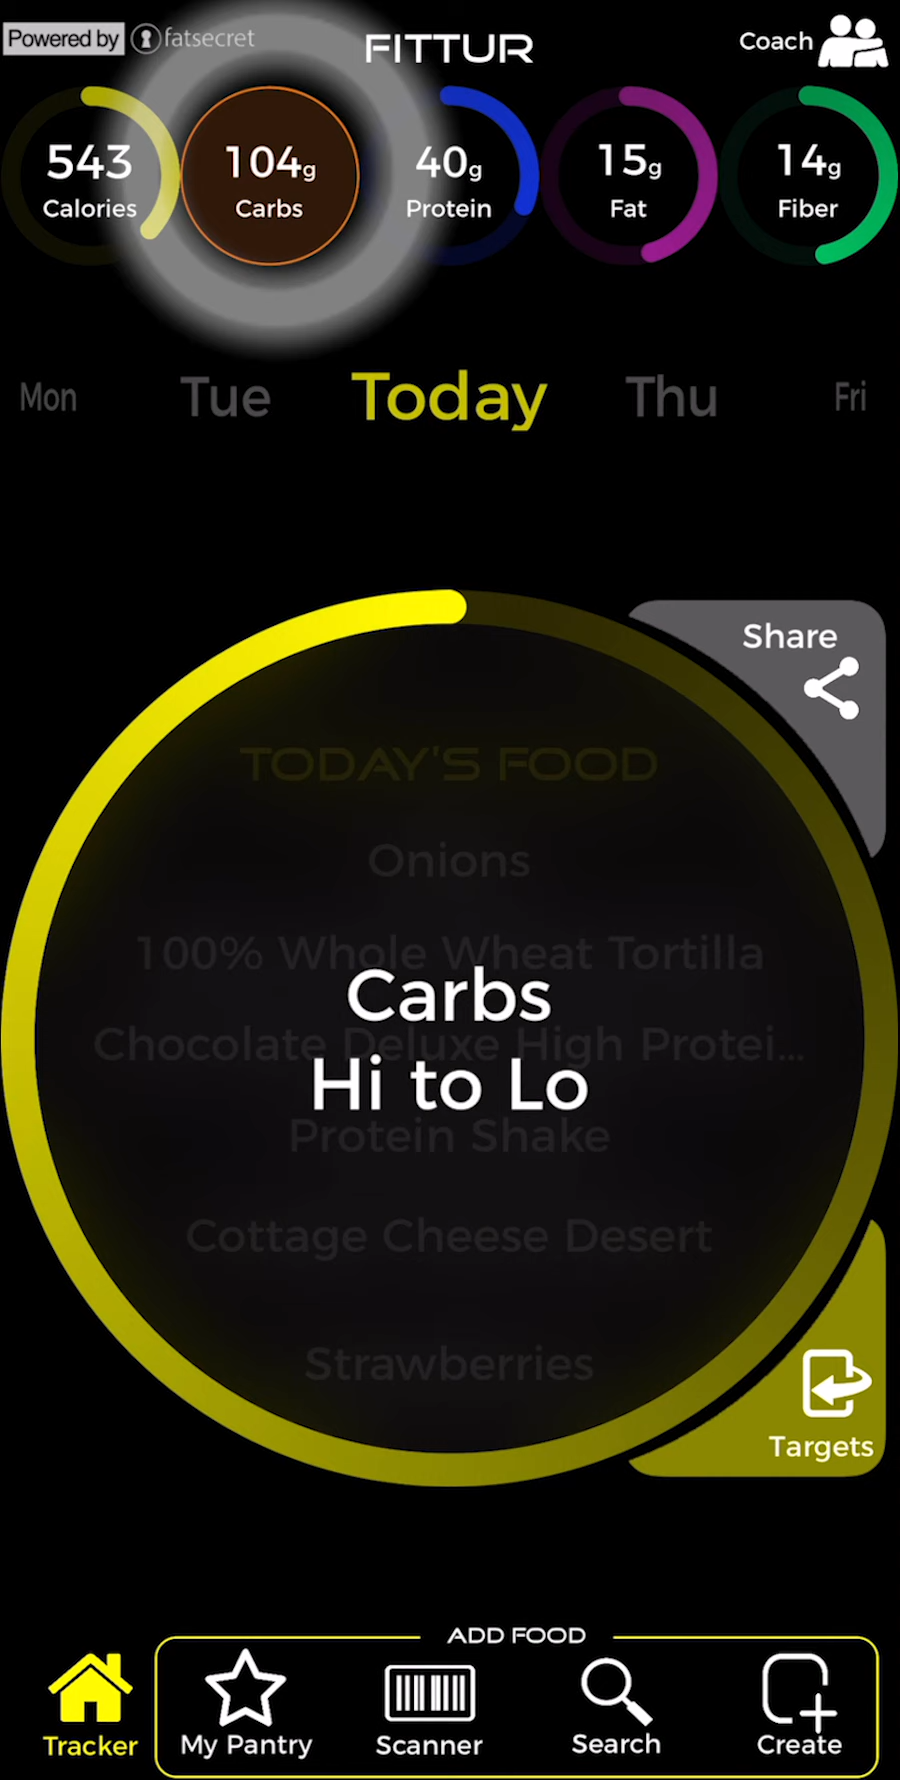 Powered by fatsecret
FITTUR
Coach
543
Calories
104g
Carbs
40g
Protein
15g
Fat
14g
Fiber
Mon
Tue
Today
Thu
Fri
Share
TODAY'S FOOD
Onions
100% Whole Wheat Tortilla
Carbs
Chocolate Deluxe High Protei...
Hi to Lo
Protein Shake
Cottage Cheese Desert
Strawberries
Targets
ADD FOOD
Tracker
My Pantry
Scanner
Search
Create